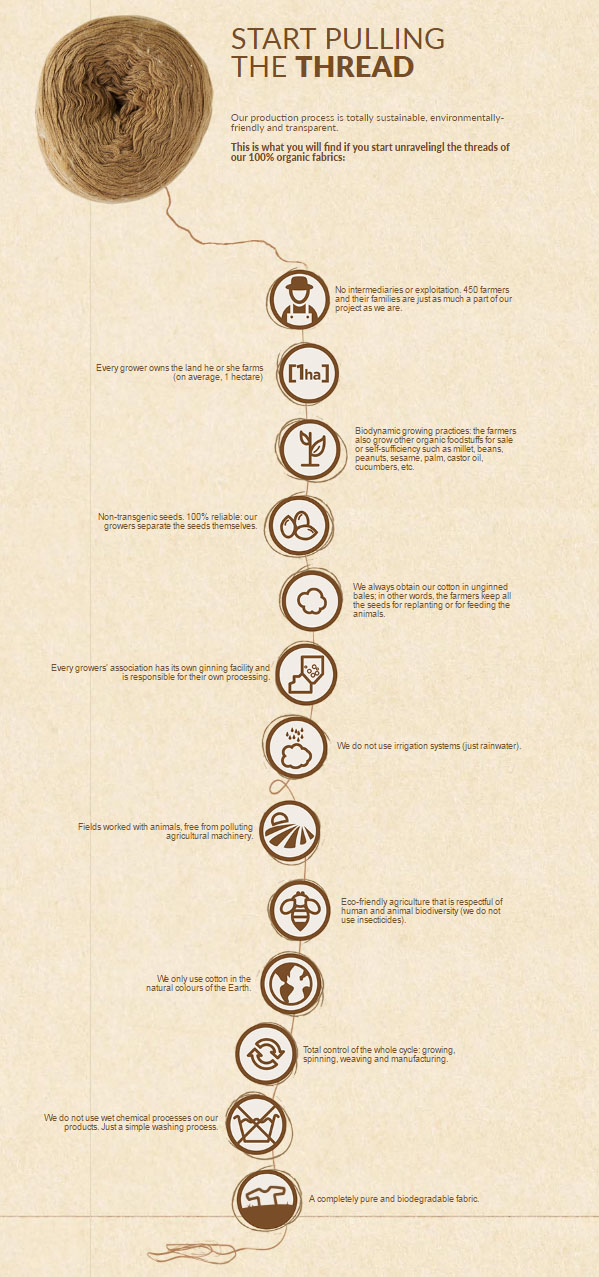 START PULLING
THE THREAD
Our production process is totally sustainable, environmentally-
friendly and transparent.
This is what you will find if you start unravelingl the threads of
our 100% organic fabrics:
No intermediaries or exploitation. 450 farmers
and their families are just as much a part of our
project as we are.
Every grower owns the land he or she farms
(on average, 1 hectare)
[1ha]
Biodynamic growing practices: the farmers
also grow other organic foodstuffs for sale
or self-sufficiency such as millet, beans,
peanuts, sesame, palm, castor oil,
cucumbers, etc.
Non-transgenic seeds. 100% reliable: our
growers separate the seeds themselves.
We always obtain our cotton in unginned
bales; in other words, the farmers keep all
the seeds for replanting or for feeding the
animals.
Every growers' association has its own ginning facility and
is responsible for their own processing.
We do not use irrigation systems (just rainwater).
Fields worked with animals, free from polluting
agricultural machinery.
Eco-friendly agriculture that is respectful of
human and animal biodiversity (we do not
use insecticides).
We only use cotton in the
natural colours of the Earth.
Total control of the whole cycle: growing,
spinning, weaving and manufacturing.
We do not use wet chemical processes on our
products. Just a simple washing process.
A completely pure and biodegradable fabric.